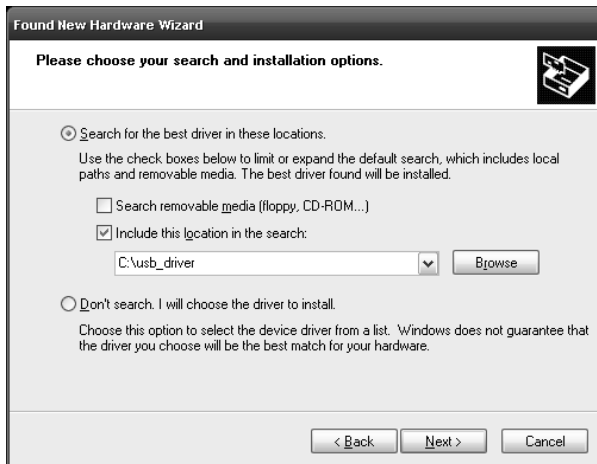 Found New Hardware Wizard
Please choose your search and installation options.
Search for the best driver in these locations.
Use the check boxes below to limit or expand the default search, which includes local
paths and removable media. The best driver found will be installed.
Search removable media (floppy, CD-ROM...)
Include this location in the search:
C:\usb_driver
Browse
Don't search. I will choose the driver to install.
Choose this option to select the device driver from a list. Windows does not guarantee that
the driver you choose will be the best match for your hardware.
< Back Next > Cancel